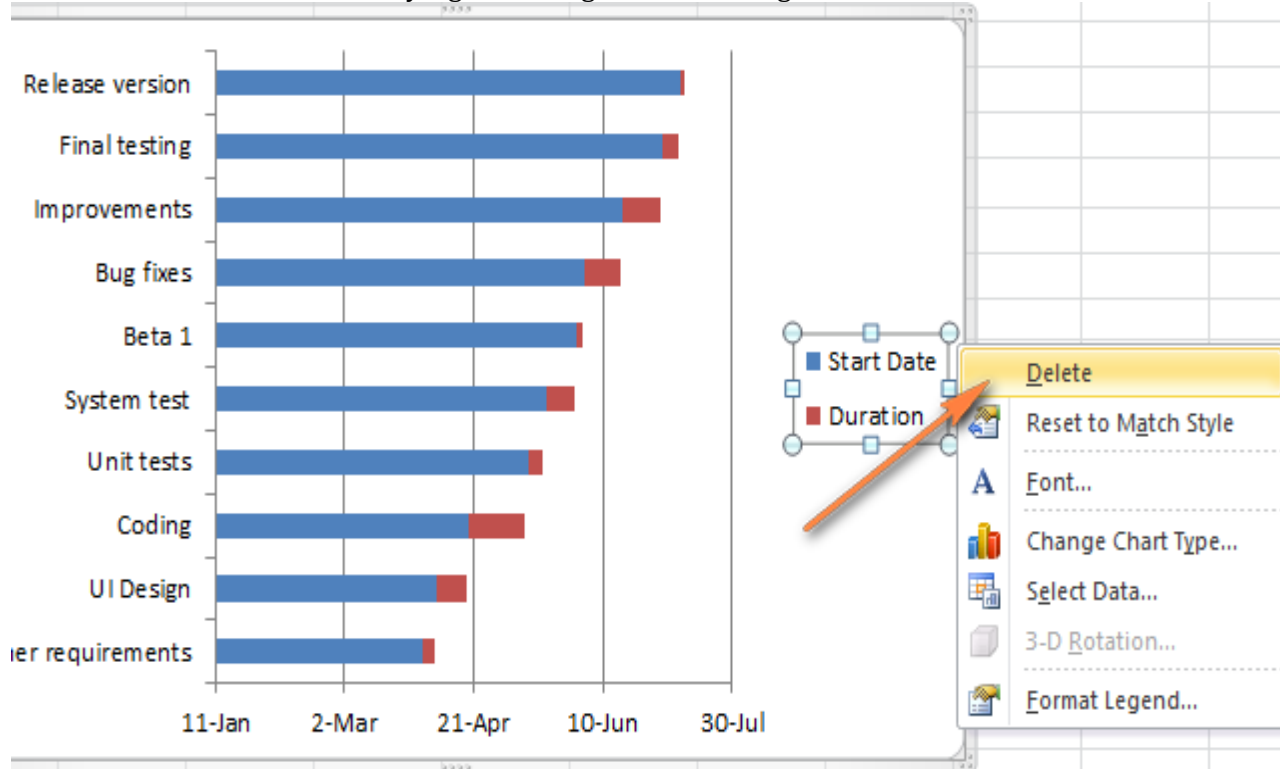 Release version
Final testing
Improvements
Bug fixes
Beta 1
System test
Unit tests
Coding
UI Design
requirements
11-Jan 2-Mar 21-Apr 10-Jun 30-Jul
Start Date
Duration
Delete
Reset to Match Style
Font...
Change Chart Type...
Select Data...
3-D Rotation...
Format Legend...